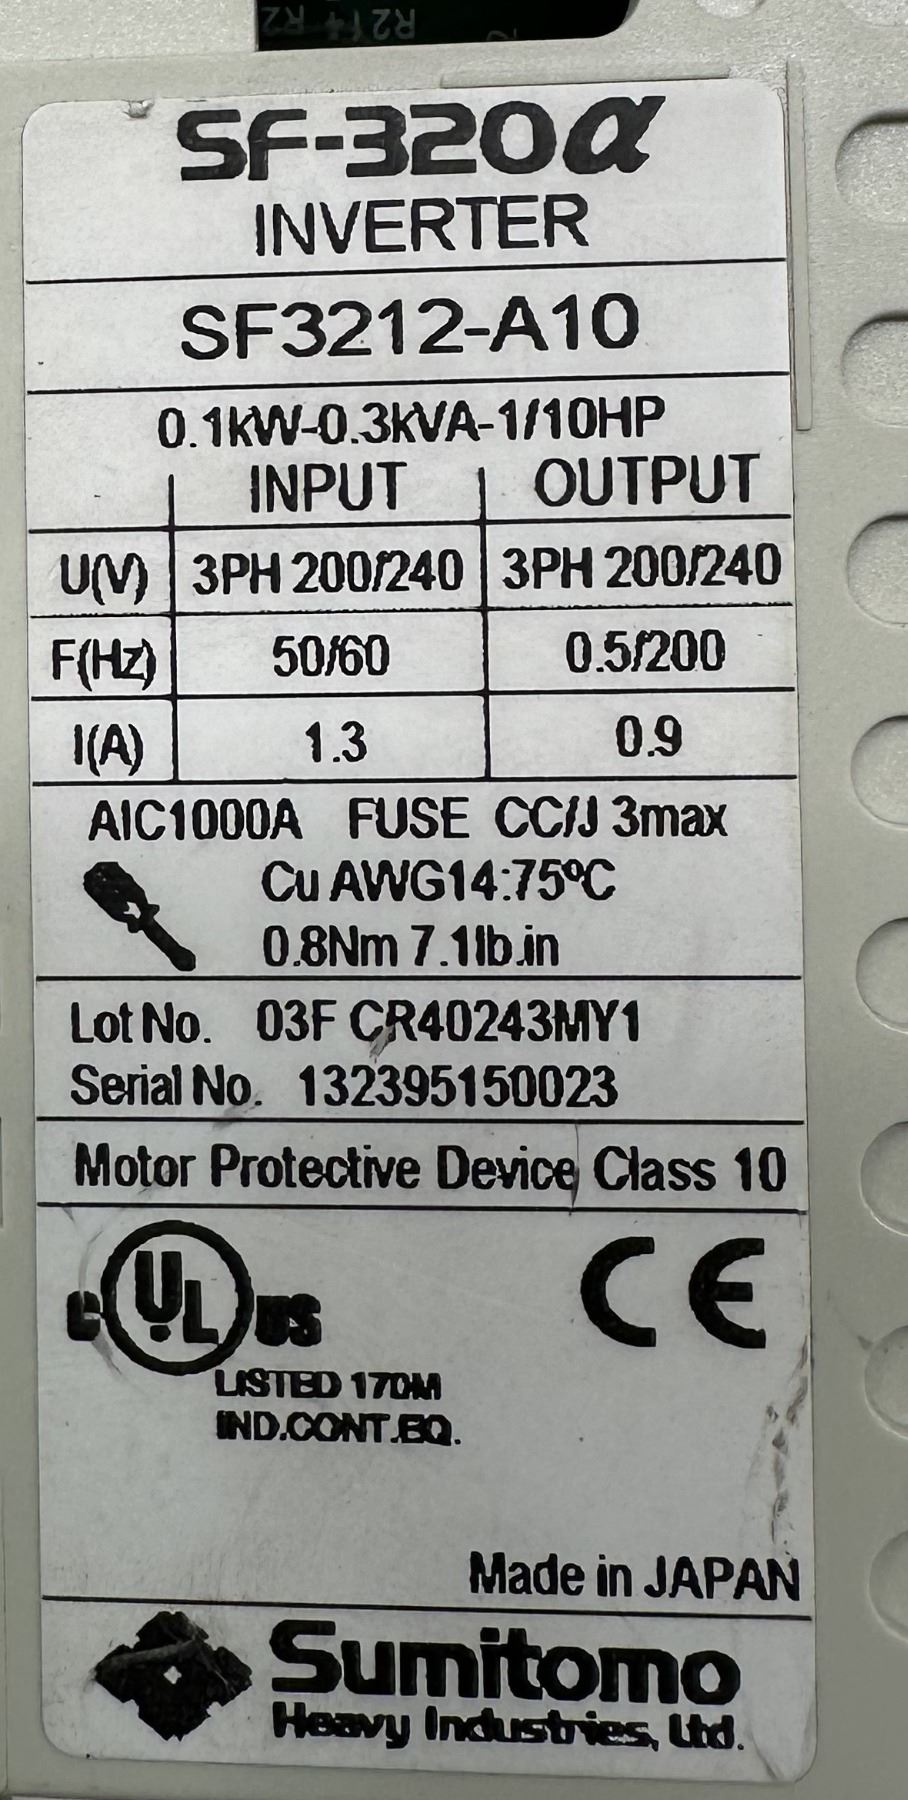 R2T4 R2
SF-320α
INVERTER
SF3212-A10
0.1kW-0.3kVA-1/10HP
INPUT OUTPUT
U(V) 3PH 200/240 3PH 200/240
F(Hz) 50/60 0.5/200
I(A) 1.3 0.9
AIC1000A FUSE CC/J 3max
Cu AWG14:75ºC
0.8Nm 7.1lb.in
Lot No. 03F CR40243MY1
Serial No. 132395150023
Motor Protective Device Class 10
C UL US CE
LISTED 170M
IND.CONT.EQ.
Made in JAPAN
Sumitomo
Heavy Industries, Ltd.